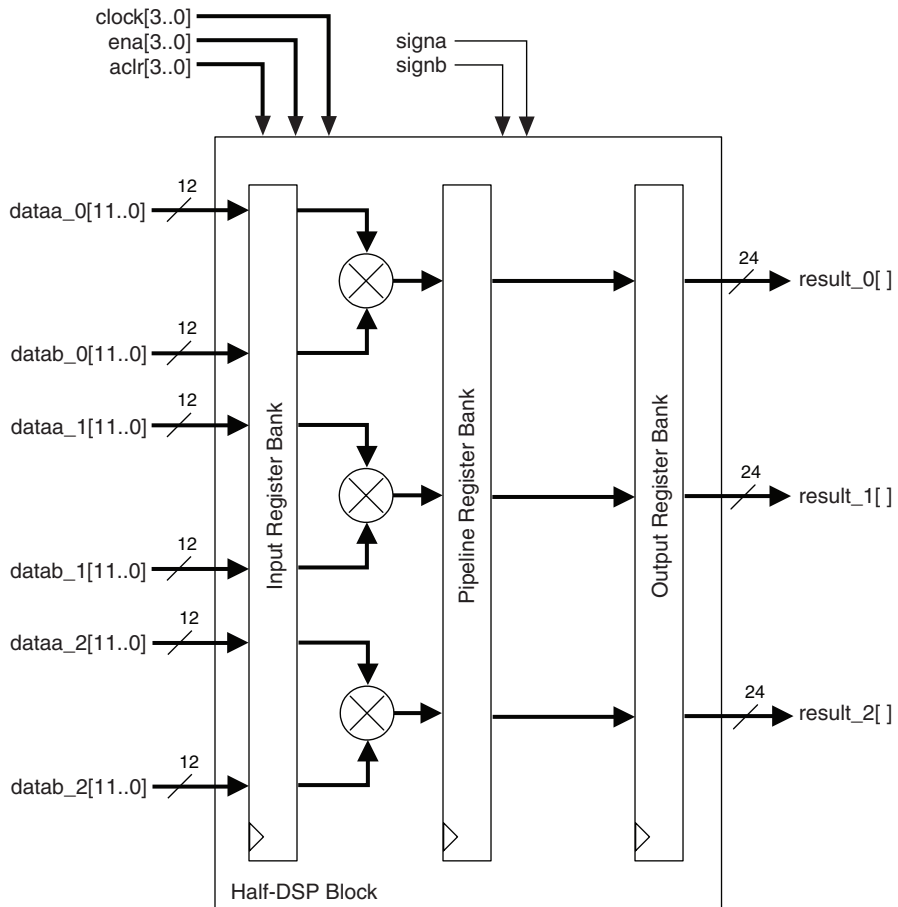 clock[3..0]
ena[3..0]
aclr[3..0]
signa
signb
12
dataa_0[11..0]
12
datab_0[11..0]
12
dataa_1[11..0]
12
datab_1[11..0]
12
dataa_2[11..0]
12
datab_2[11..0]
Input Register Bank
Pipeline Register Bank
Output Register Bank
24
result_0[ ]
24
result_1[ ]
24
result_2[ ]
Half-DSP Block